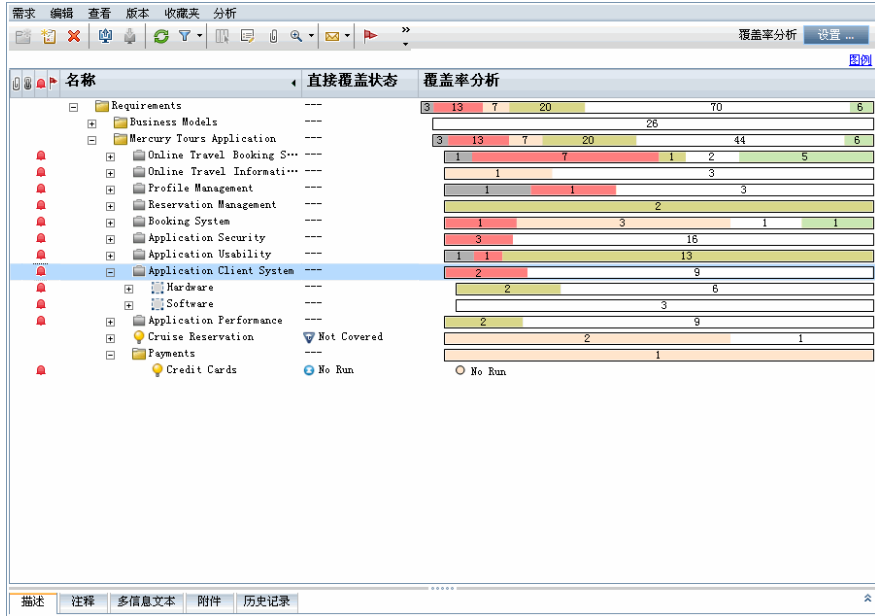 需求 编辑 查看 版本 收藏夹 分析
覆盖率分析 设置 ...
图例
名称 直接覆盖状态 覆盖率分析
Requirements --- 3 13 7 20 70 6
Business Models --- 26
Mercury Tours Application --- 3 13 7 20 44 6
Online Travel Booking S... --- 1 7 1 2 5
Online Travel Informati... --- 1 3
Profile Management --- 1 1 3
Reservation Management --- 2
Booking System --- 1 3 1 1
Application Security --- 3 16
Application Usability --- 1 1 13
Application Client System --- 2 9
Hardware --- 2 6
Software --- 3
Application Performance --- 2 9
Cruise Reservation Not Covered 2 1
Payments --- 1
Credit Cards No Run No Run
描述 注释 多信息文本 附件 历史记录